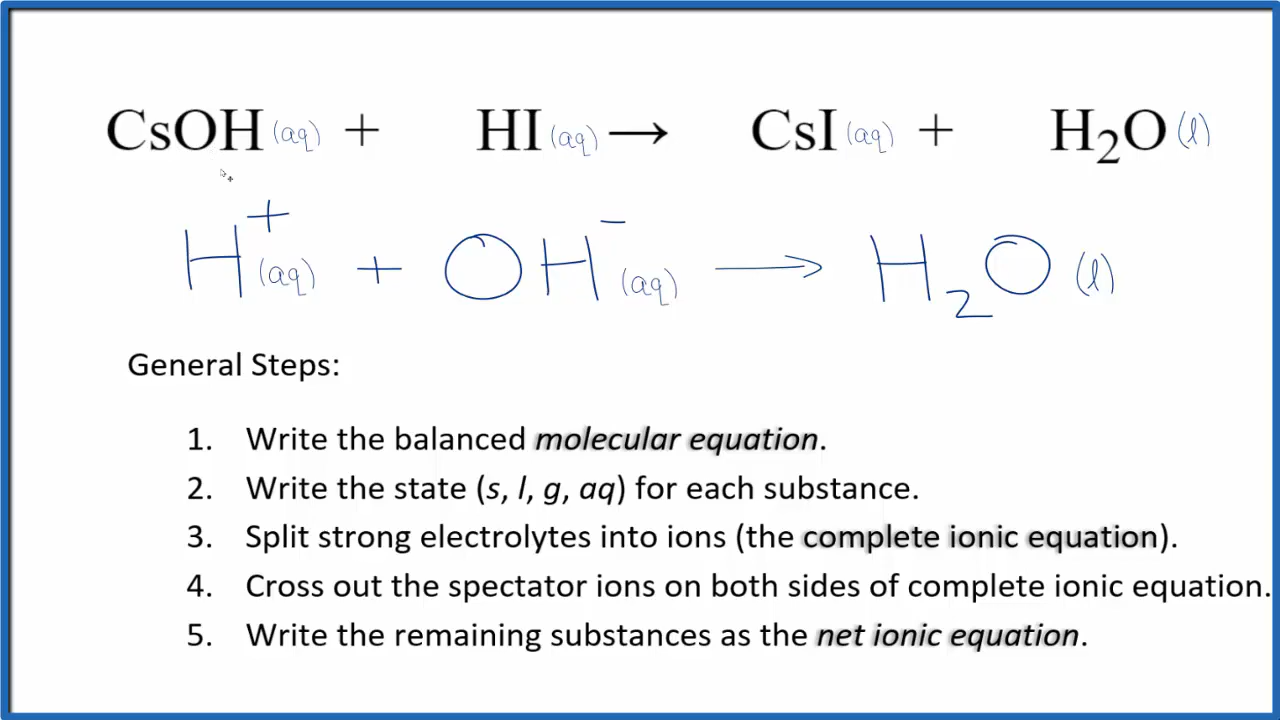 CsOH(aq) + HI(aq) → CsI(aq) + H₂O(l)
H⁺(aq) + OH⁻(aq) → H₂O(l)
General Steps:
1. Write the balanced molecular equation.
2. Write the state (s, l, g, aq) for each substance.
3. Split strong electrolytes into ions (the complete ionic equation).
4. Cross out the spectator ions on both sides of complete ionic equation.
5. Write the remaining substances as the net ionic equation.